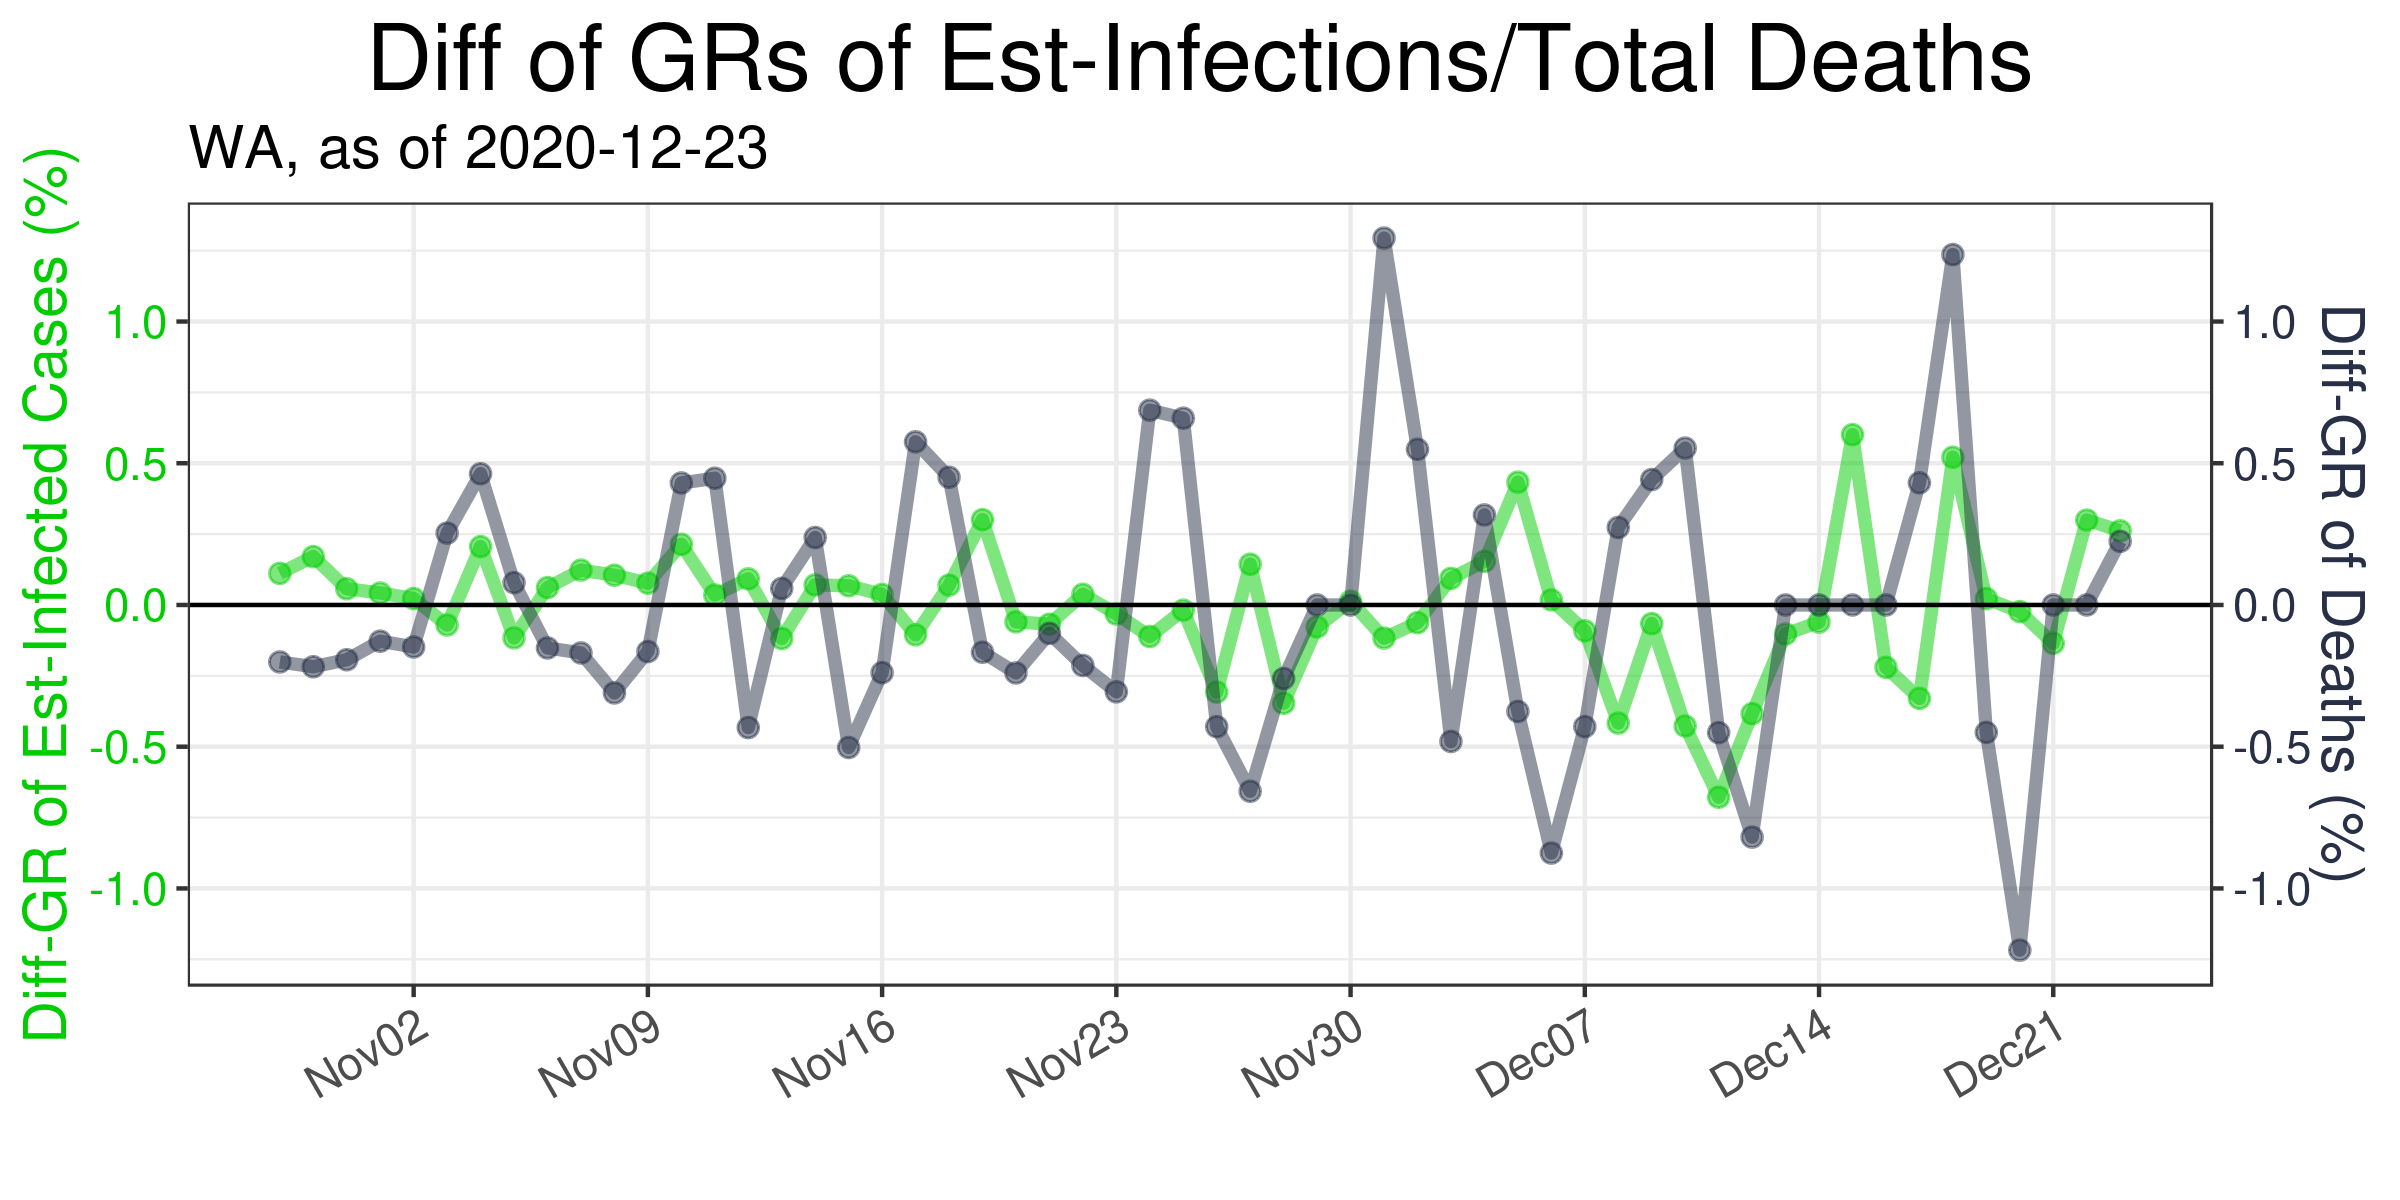 Diff of GRs of Est-Infections/Total Deaths
WA, as of 2020-12-23
Diff-GR of Est-Infected Cases (%)
1.0
0.5
0.0
-0.5
-1.0
1.0
0.5
0.0
-0.5
-1.0
Diff-GR of Deaths (%)
Nov02
Nov09
Nov16
Nov23
Nov30
Dec07
Dec14
Dec21